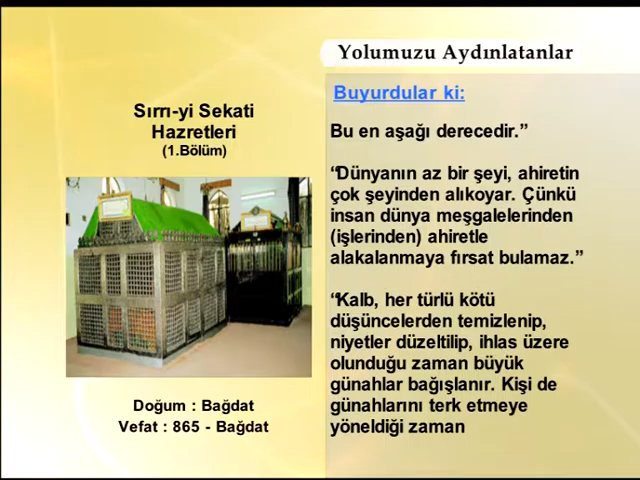 Yolumuzu Aydınlatanlar
Sırrı-yi Sekati
Hazretleri
(1.Bölüm)
Doğum : Bağdat
Vefat : 865 - Bağdat
Buyurdular ki:
Bu en aşağı derecedir.”
“Dünyanın az bir şeyi, ahiretin
çok şeyinden alıkoyar. Çünkü
insan dünya meşgalelerinden
(işlerinden) ahiretle
alakalanmaya fırsat bulamaz.”
“Kalb, her türlü kötü
düşüncelerden temizlenip,
niyetler düzeltilip, ihlas üzere
olunduğu zaman büyük
günahlar bağışlanır. Kişi de
günahlarını terk etmeye
yöneldiği zaman